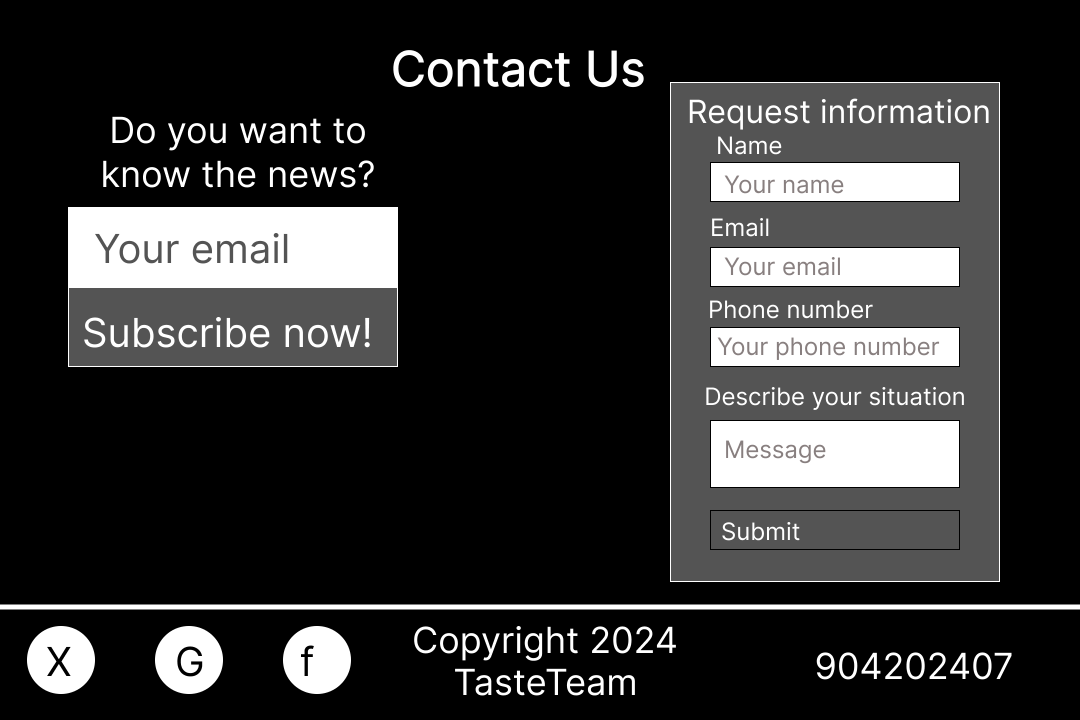 Contact Us
Do you want to
know the news?
Your email
Subscribe now!
Request information
Name
Your name
Email
Your email
Phone number
Your phone number
Describe your situation
Message
Submit
X
G
f
Copyright 2024
TasteTeam
904202407